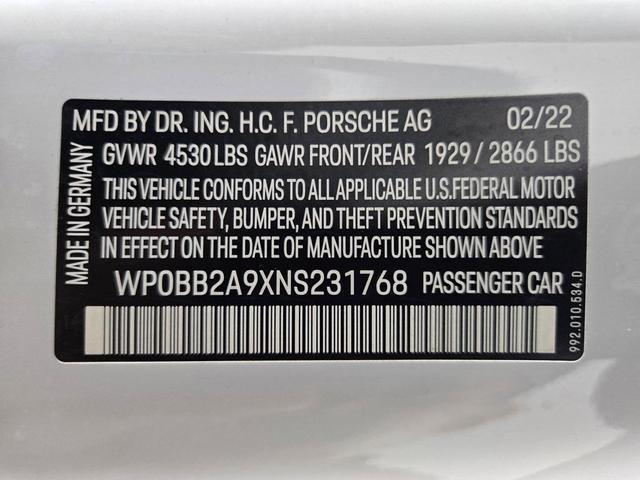 MADE IN GERMANY
MFD BY DR. ING. H.C. F. PORSCHE AG 02/22
GVWR 4530 LBS GAWR FRONT/REAR 1929 / 2866 LBS
THIS VEHICLE CONFORMS TO ALL APPLICABLE U.S.FEDERAL MOTOR
VEHICLE SAFETY, BUMPER, AND THEFT PREVENTION STANDARDS
IN EFFECT ON THE DATE OF MANUFACTURE SHOWN ABOVE
WP0BB2A9XNS231768 PASSENGER CAR
992.010.534.D